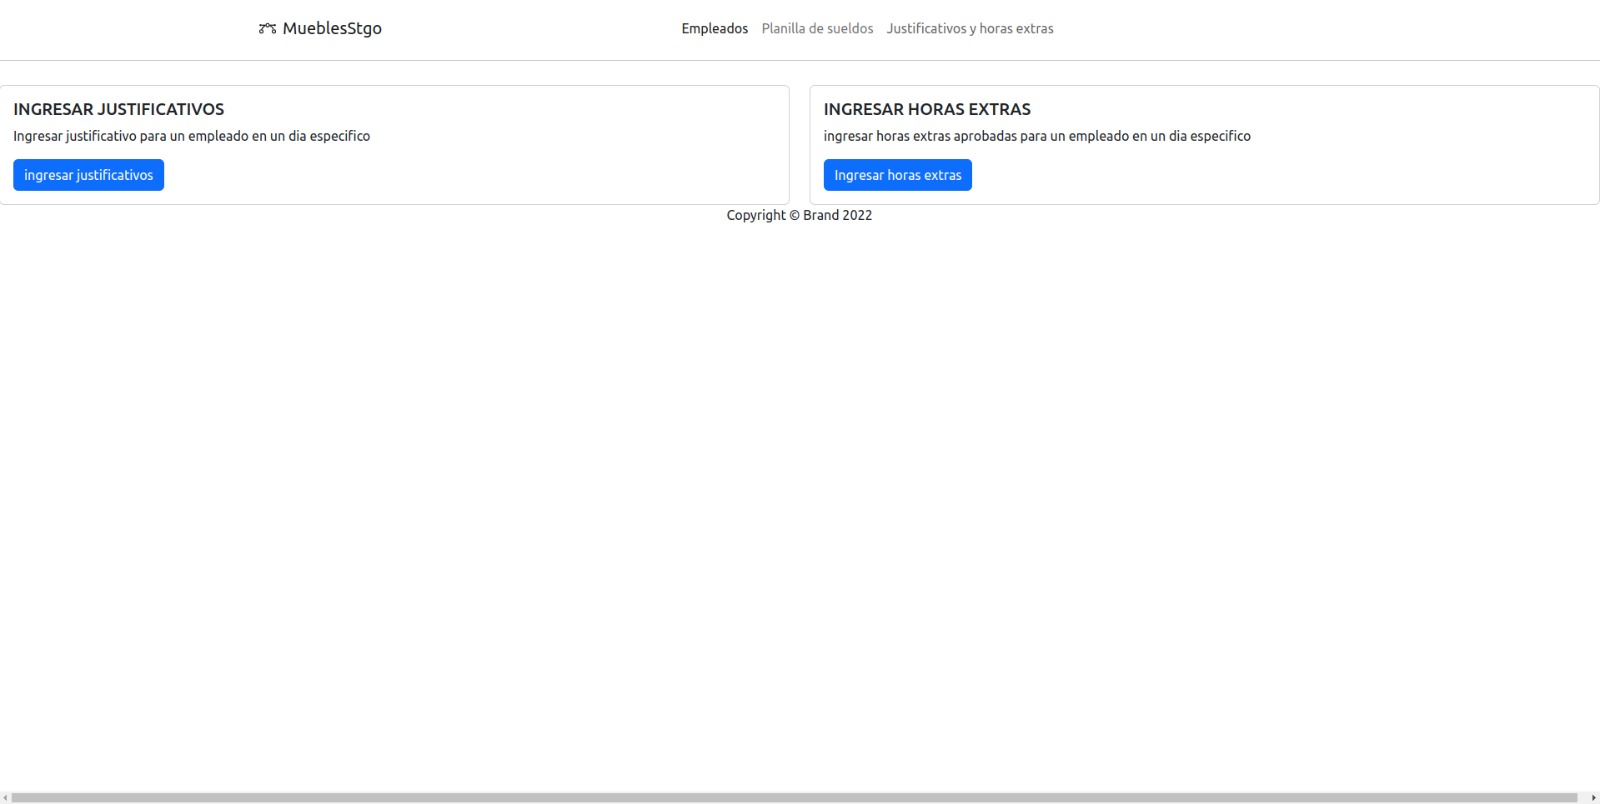 MueblesStgo
Empleados Planilla de sueldos Justificativos y horas extras
INGRESAR JUSTIFICATIVOS
Ingresar justificativo para un empleado en un dia especifico
ingresar justificativos
INGRESAR HORAS EXTRAS
ingresar horas extras aprobadas para un empleado en un dia especifico
Ingresar horas extras
Copyright © Brand 2022